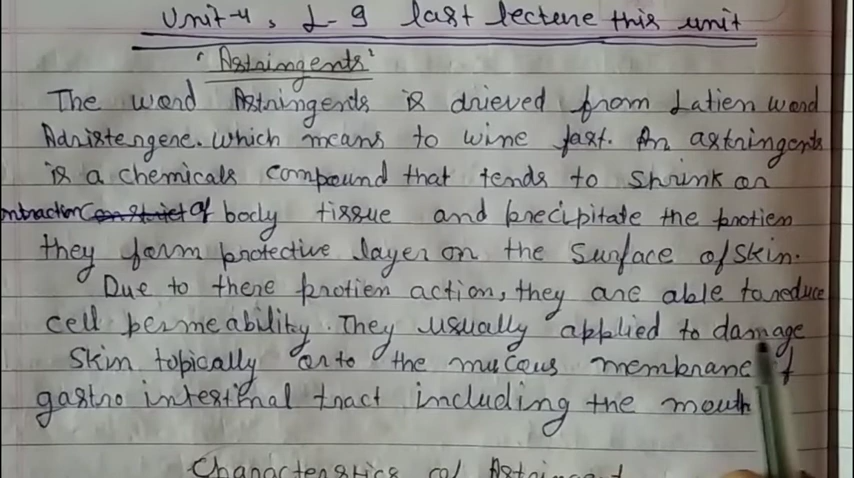 Unit-4, L-9 last lecture this unit
'Astringents'
The word Astringents is drieved from Latien word
Adristengene. which means to wine fast. An astringents
is a chemicals compound that tends to shrink or
ontraction of body tissue and precipitate the protien
they form protective layer on the surface of skin.
Due to there protien action, they are able to reduce
cell permeability. They usually applied to damage
skin topically or to the mucous membrane of
gastro intestinal tract including the mouth
Characteristics of Astringent